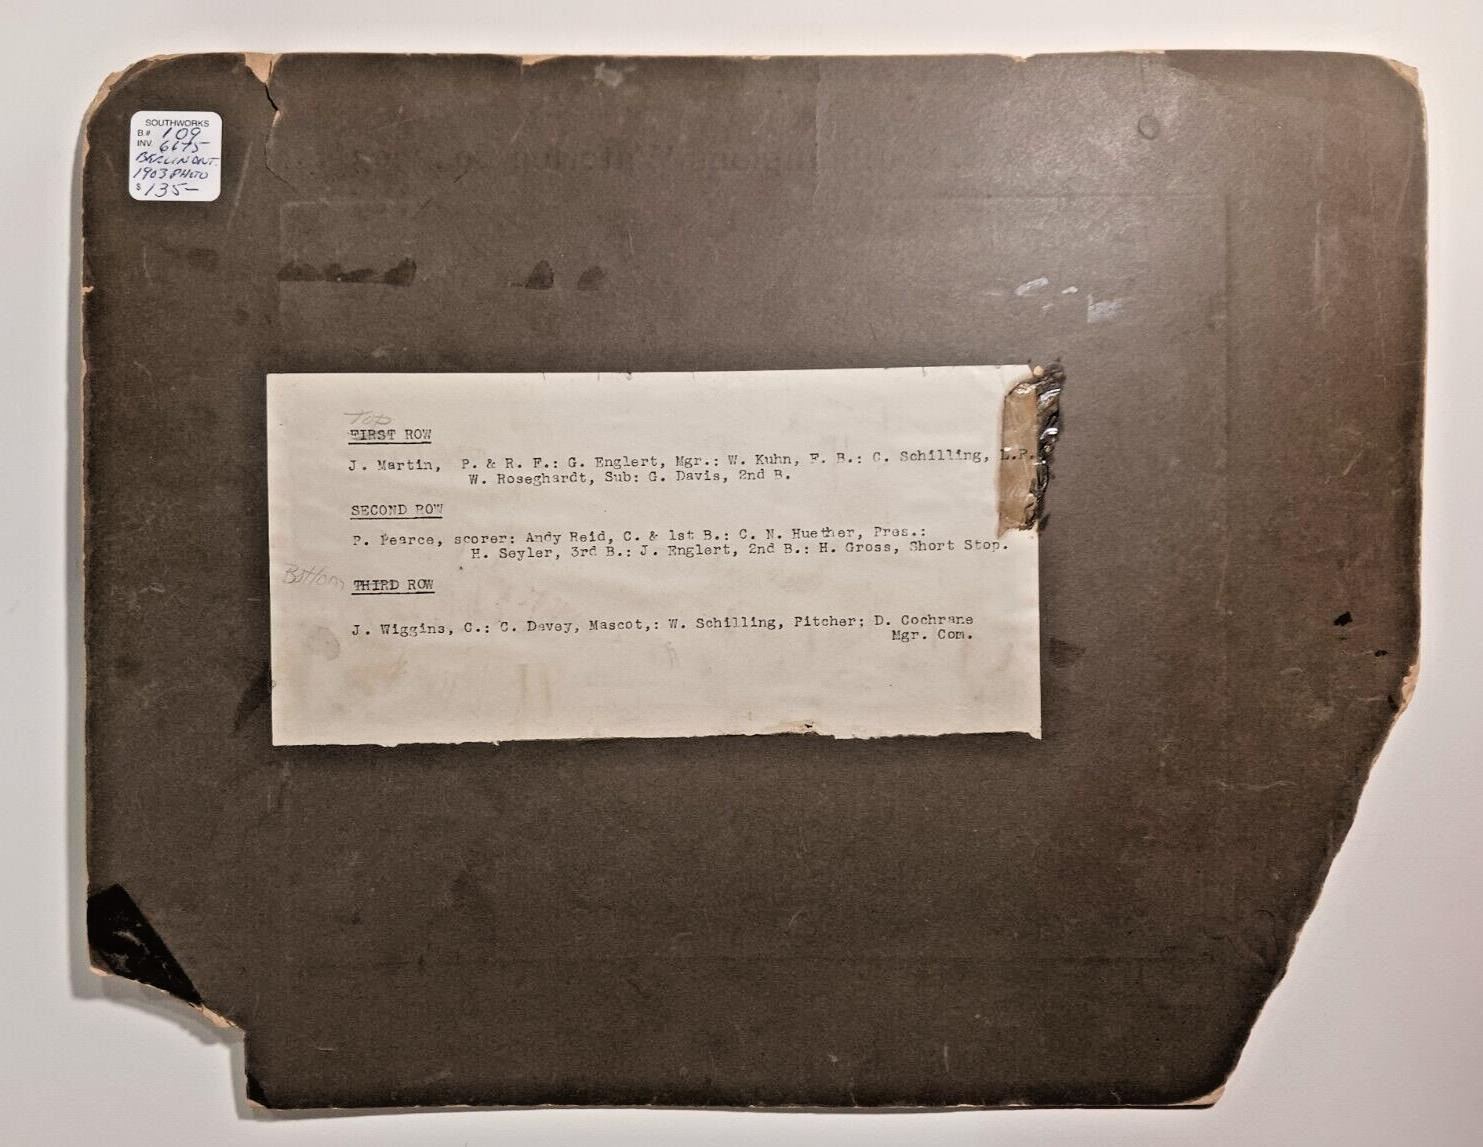 SOUTHWORKS
B.# 109
INV 6675
BERLIN ONT.
1903 PHOTO
$ 135-
TOP
FIRST ROW
J. Martin, P. & R. F.: G. Englert, Mgr.: W. Kuhn, F. B.: C. Schilling, L.F.
W. Roseghardt, Sub: G. Davis, 2nd B.
SECOND ROW
P. Pearce, scorer: Andy Reid, C. & 1st B.: C. N. Huether, Pres.:
H. Seyler, 3rd B.: J. Englert, 2nd B.: H. Gross, Short Stop.
Bottom THIRD ROW
J. Wiggins, C.: C. Davey, Mascot,: W. Schilling, Pitcher; D. Cochrane
Mgr. Com.